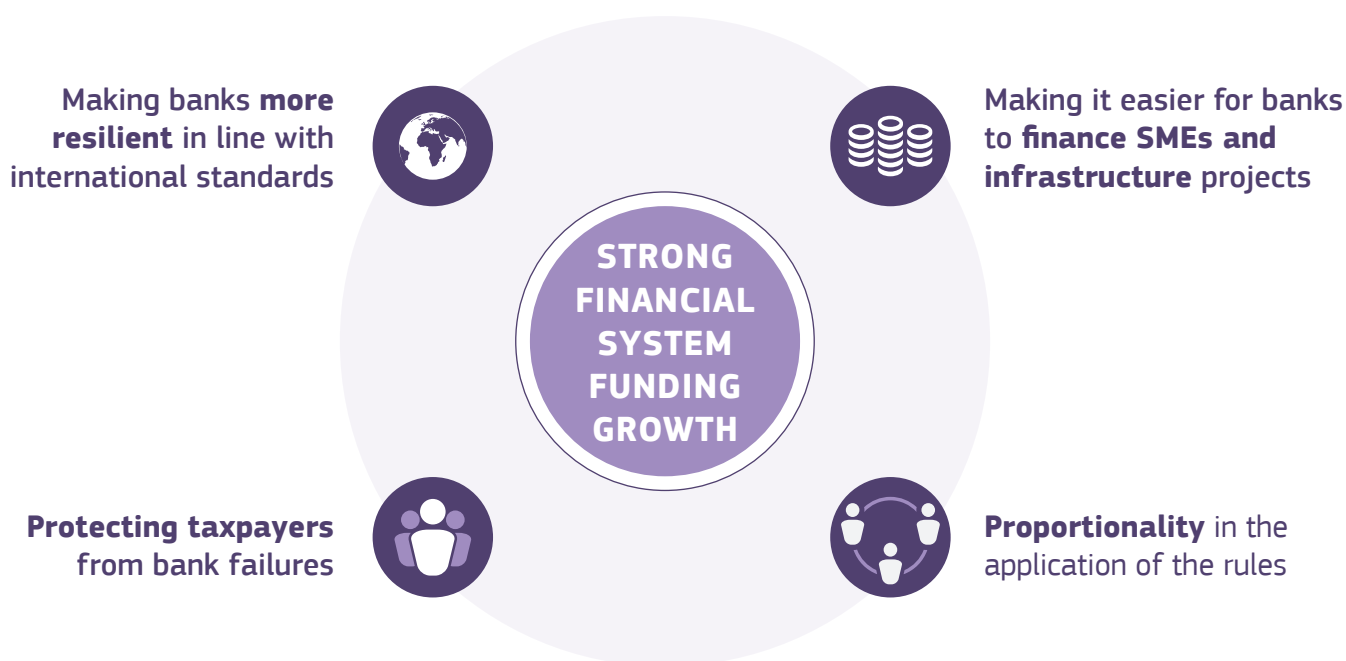 Making banks more
resilient in line with
international standards
Making it easier for banks
to finance SMEs and
infrastructure projects
STRONG
FINANCIAL
SYSTEM
FUNDING
GROWTH
Protecting taxpayers
from bank failures
Proportionality in the
application of the rules